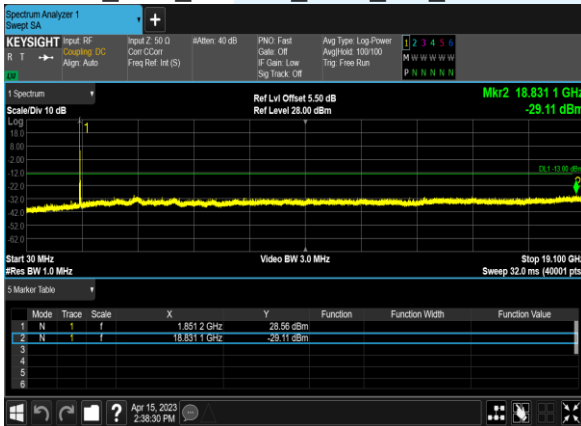 Spectrum Analyzer 1
Swept SA
+
KEYSIGHT Input: RF Input Z: 50 Ω #Atten: 40 dB PNO: Fast Avg Type: Log-Power 1 2 3 4 5 6
R T Coupling: DC Corr CCorr Gate: Off Avg|Hold: 100/100 M W W W W W
Align: Auto Freq Ref: Int (S) IF Gain: Low Trig: Free Run
Sig Track: Off P N N N N N
1 Spectrum Ref Lvl Offset 5.50 dB Mkr2 18.831 1 GHz
Scale/Div 10 dB Ref Level 28.00 dBm -29.11 dBm
Log
1
18.0
8.00
-2.00
DL1 -13.00 dBm
-12.0
-22.0
-32.0
-42.0
-52.0
-62.0
Start 30 MHz Video BW 3.0 MHz Stop 19.100 GHz
#Res BW 1.0 MHz Sweep 32.0 ms (40001 pts)
5 Marker Table
Mode Trace Scale X Y Function Function Width Function Value
1 N 1 f 1.851 2 GHz 28.56 dBm
2 N 1 f 18.831 1 GHz -29.11 dBm
3
4
5
6
? Apr 15, 2023
2:38:30 PM